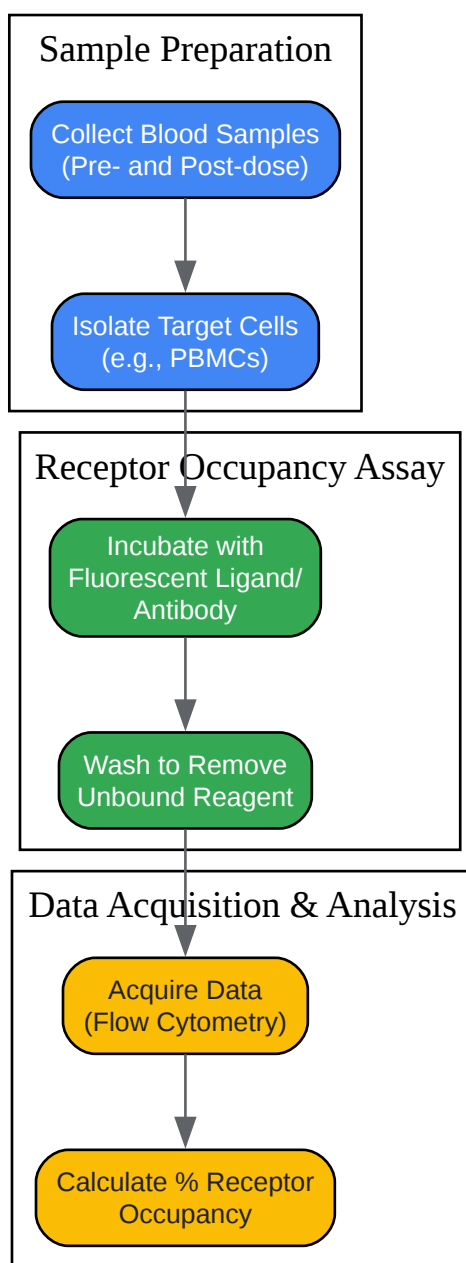 Sample Preparation
Collect Blood Samples
(Pre- and Post-dose)
Isolate Target Cells
(e.g., PBMCs)
Receptor Occupancy Assay
Incubate with
Fluorescent Ligand/
Antibody
Wash to Remove
Unbound Reagent
Data Acquisition & Analysis
Acquire Data
(Flow Cytometry)
Calculate % Receptor
Occupancy